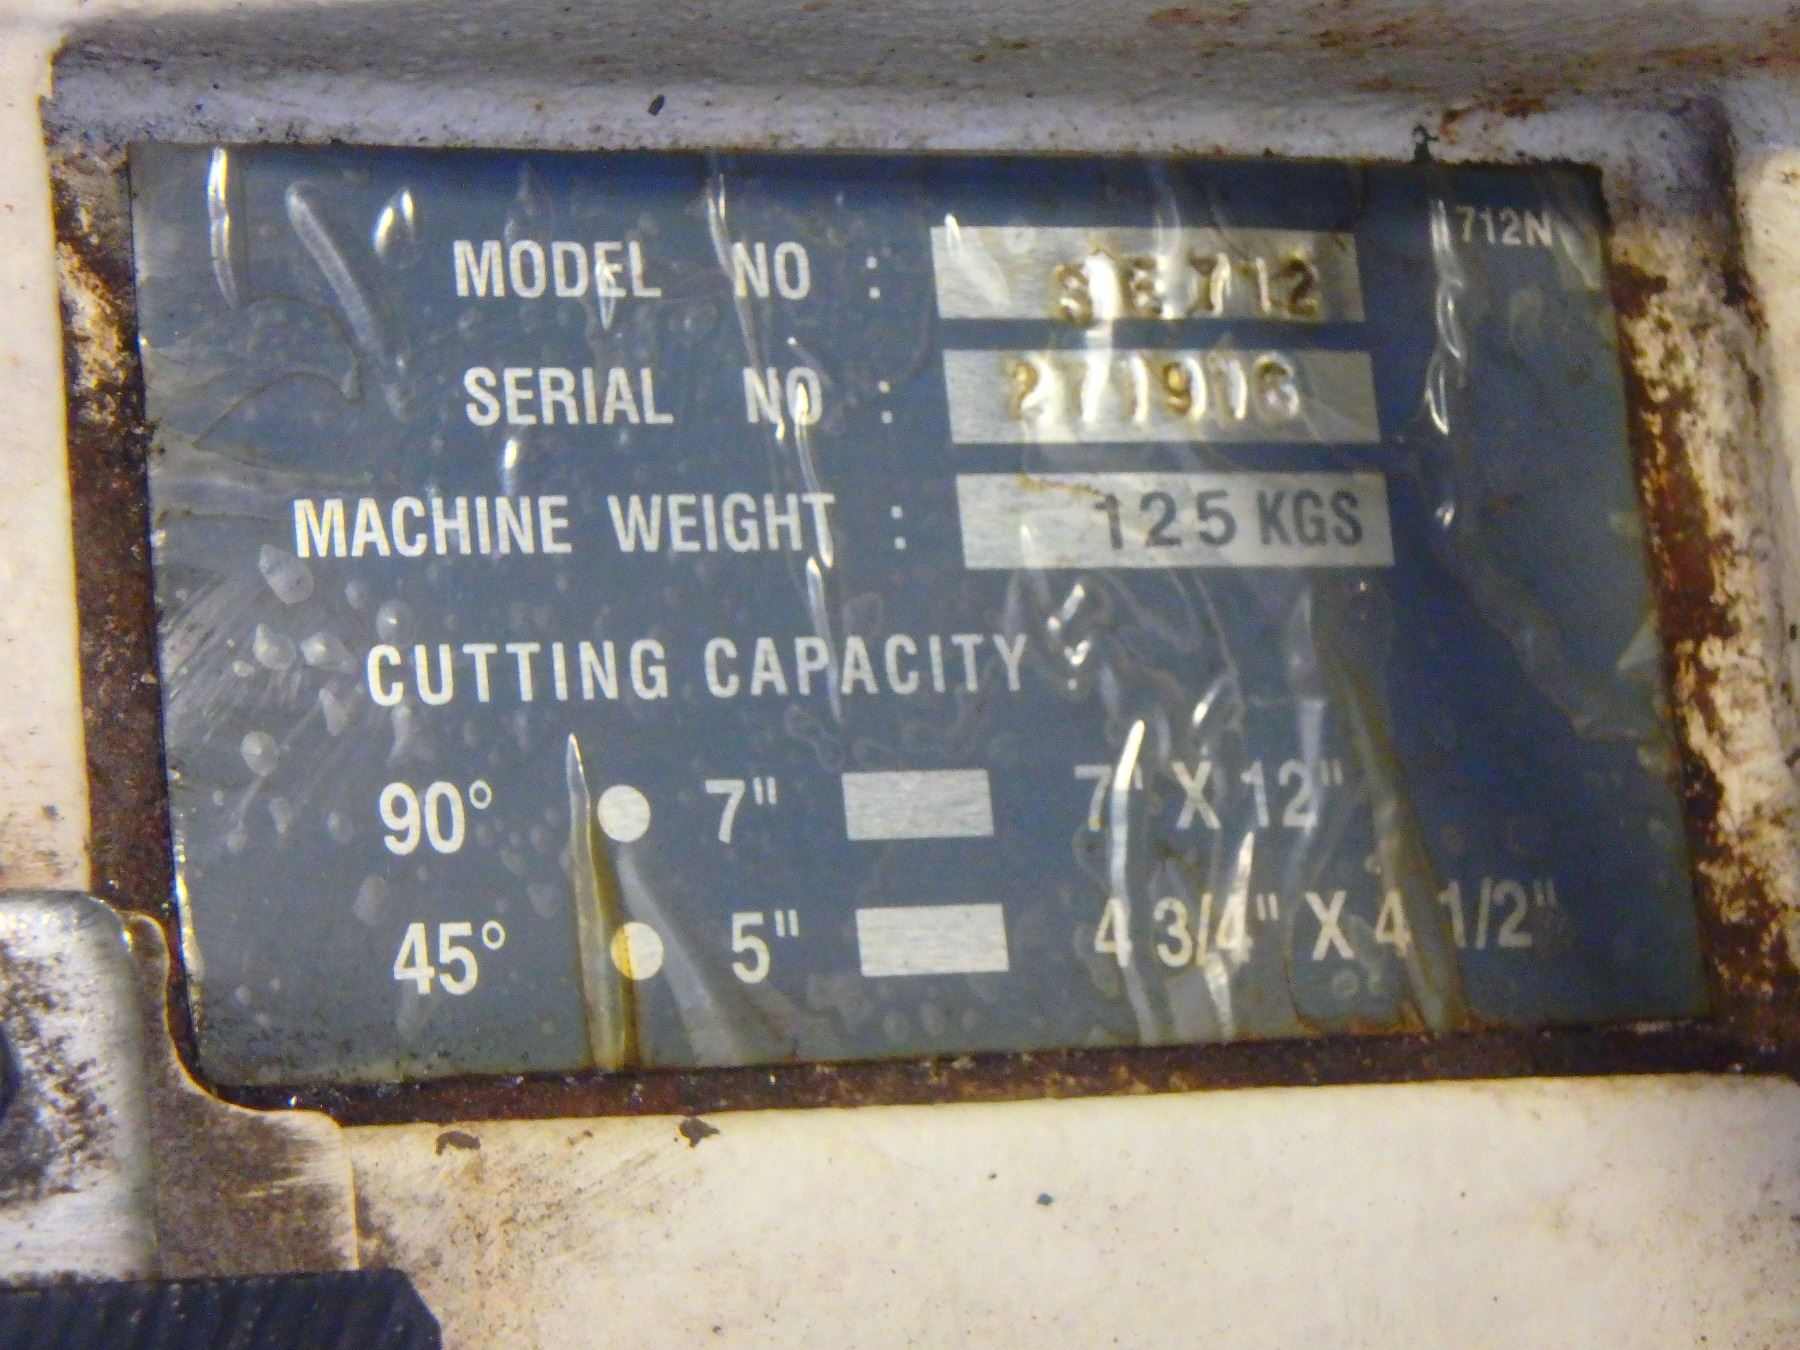 712N
MODEL NO :
SERIAL NO :
MACHINE WEIGHT : 125 KGS
CUTTING CAPACITY :
90° 7" 7" X 12"
45° 5" 4 3/4" X 4 1/2"